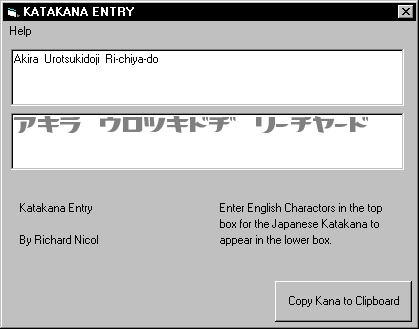 KATAKANA ENTRY
Help
Akira Urotsukidoji Ri-chiya-do
アキラ ウロツキドヂ リーチヤード
Katakana Entry
By Richard Nicol
Enter English Charactors in the top
box for the Japanese Katakana to
appear in the lower box.
Copy Kana to Clipboard